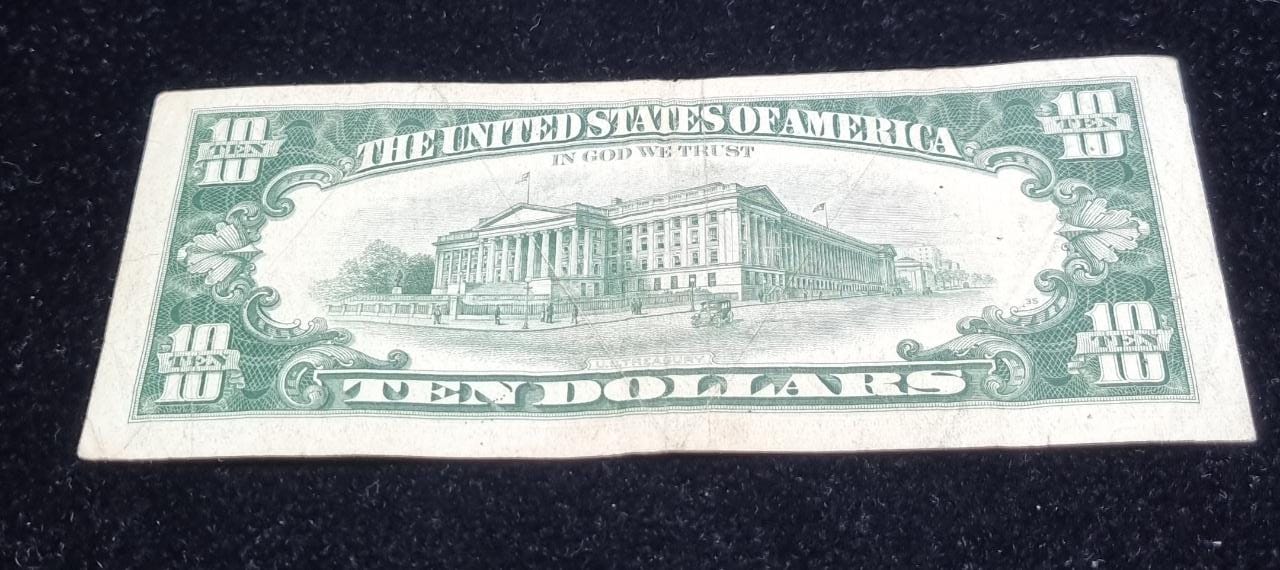 10 TEN 10
THE UNITED STATES OF AMERICA
10 TEN 10
IN GOD WE TRUST
35
10 TEN 10
U.S. TREASURY
10 TEN 10
TEN DOLLARS